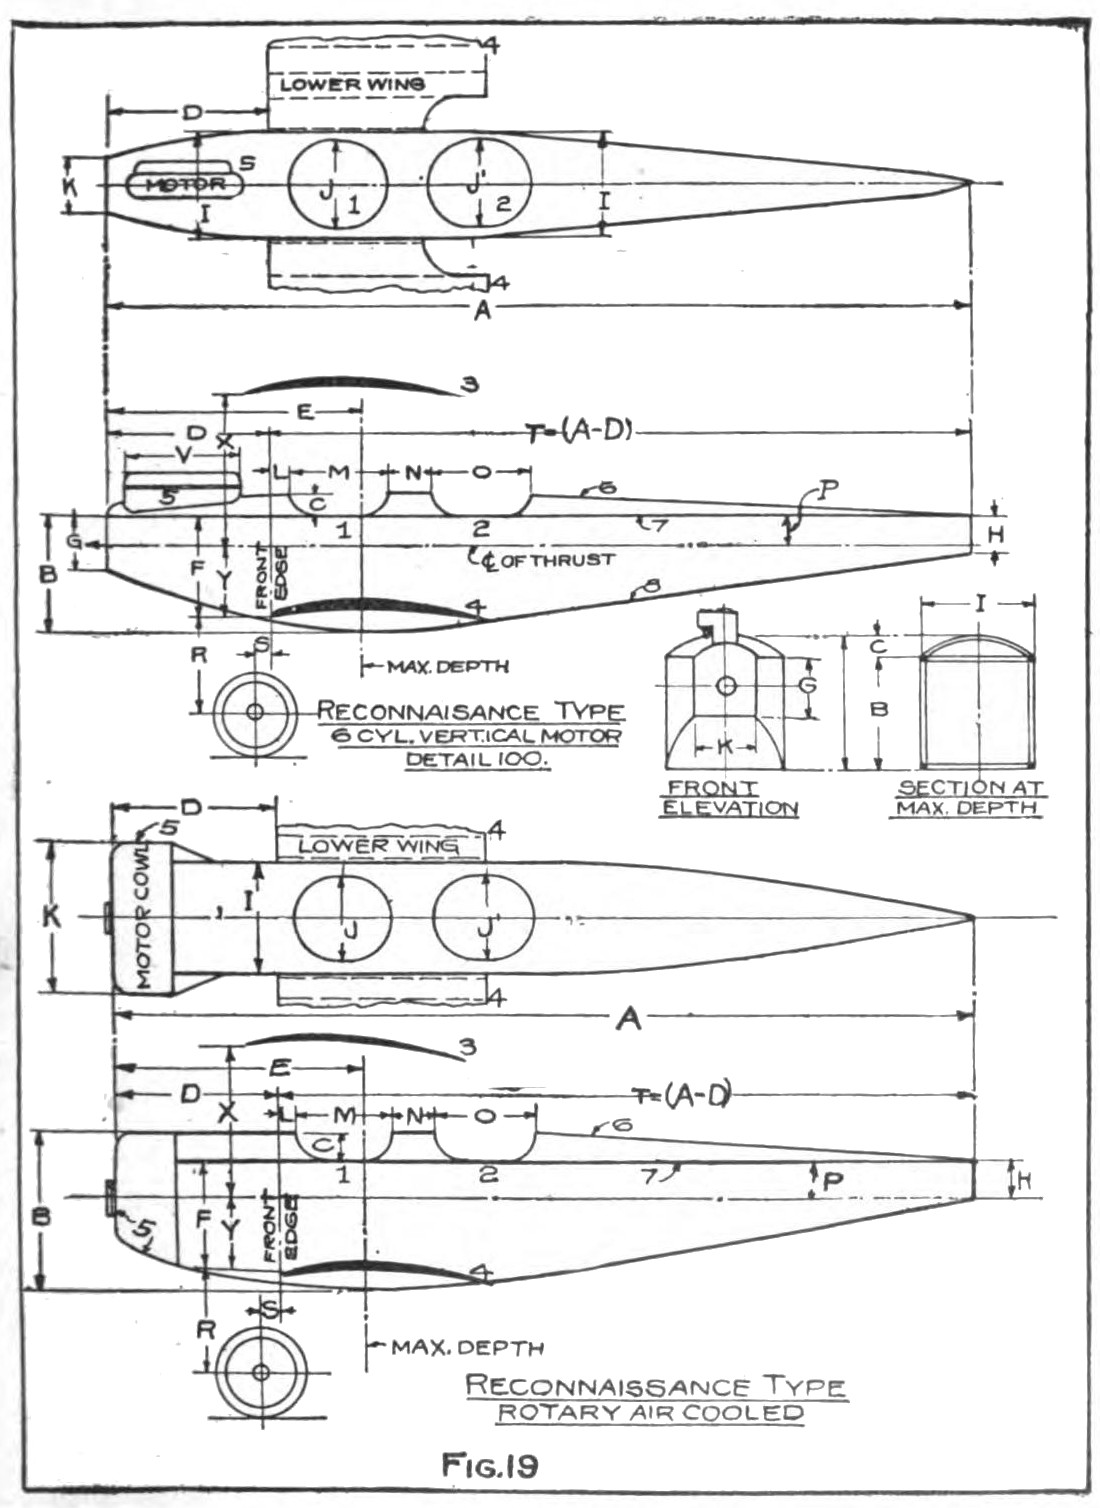 4
LOWER WING
D
K
5
MOTOR
I
J
1
J'
2
I
4
A
3
E
D
X
T=(A-D)
V
L
M
N
O
5
C
6
P
1
2
7
G
H
B
F
Y
FRONT
EDGE
℄ OF THRUST
4
8
S
R
MAX. DEPTH
RECONNAISANCE TYPE
6 CYL. VERTICAL MOTOR
DETAIL 100.
I
C
G
B
K
FRONT
ELEVATION
SECTION AT
MAX. DEPTH
D
5
4
LOWER WING
K
MOTOR COWL
I
J
J'
4
A
3
E
D
X
T=(A-D)
L
M
N
O
C
6
1
2
7
P
H
B
F
Y
FRONT
EDGE
5
4
S
R
MAX. DEPTH
RECONNAISSANCE TYPE
ROTARY AIR COOLED
FIG. 19